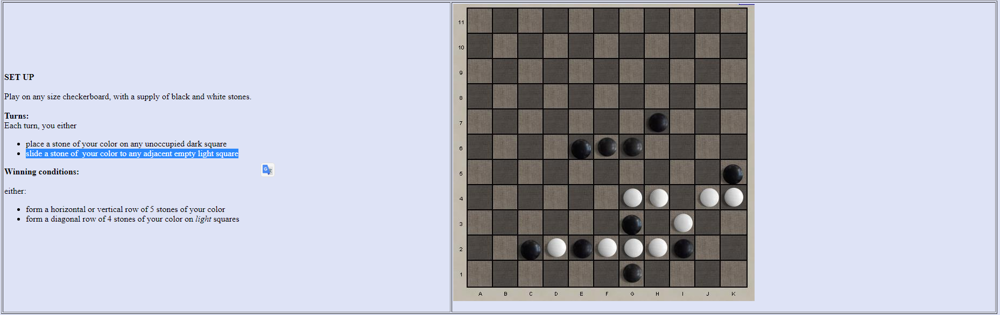 SET UP
Play on any size checkerboard, with a supply of black and white stones.
Turns:
Each turn, you either
place a stone of your color on any unoccupied dark square
slide a stone of  your color to any adjacent empty light square
Winning conditions:
either:
form a horizontal or vertical row of 5 stones of your color
form a diagonal row of 4 stones of your color on light squares
G
11
10
9
8
7
6
5
4
3
2
1
A B C D E F G H I J K